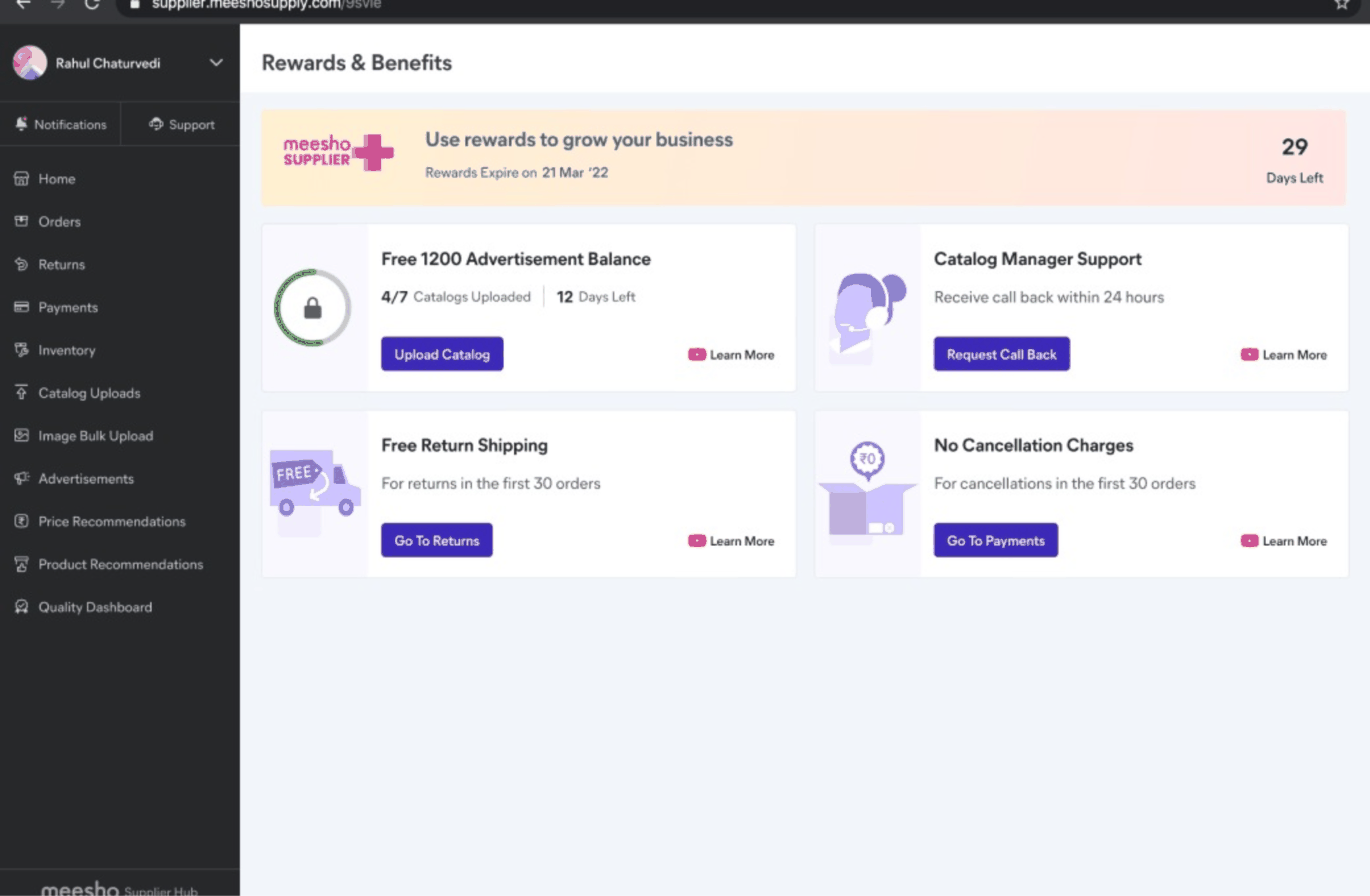 supplier.meeshosupply.com/9svie
Rahul Chaturvedi
Notifications
Support
Home
Orders
Returns
Payments
Inventory
Catalog Uploads
Image Bulk Upload
Advertisements
Price Recommendations
Product Recommendations
Quality Dashboard
meesho Supplier Hub
Rewards & Benefits
meesho
SUPPLIER
Use rewards to grow your business
Rewards Expire on 21 Mar ‘22
29
Days Left
Free 1200 Advertisement Balance
4/7 Catalogs Uploaded 12 Days Left
Upload Catalog
Learn More
Catalog Manager Support
Receive call back within 24 hours
Request Call Back
Learn More
FREE
Free Return Shipping
For returns in the first 30 orders
Go To Returns
Learn More
₹0
No Cancellation Charges
For cancellations in the first 30 orders
Go To Payments
Learn More